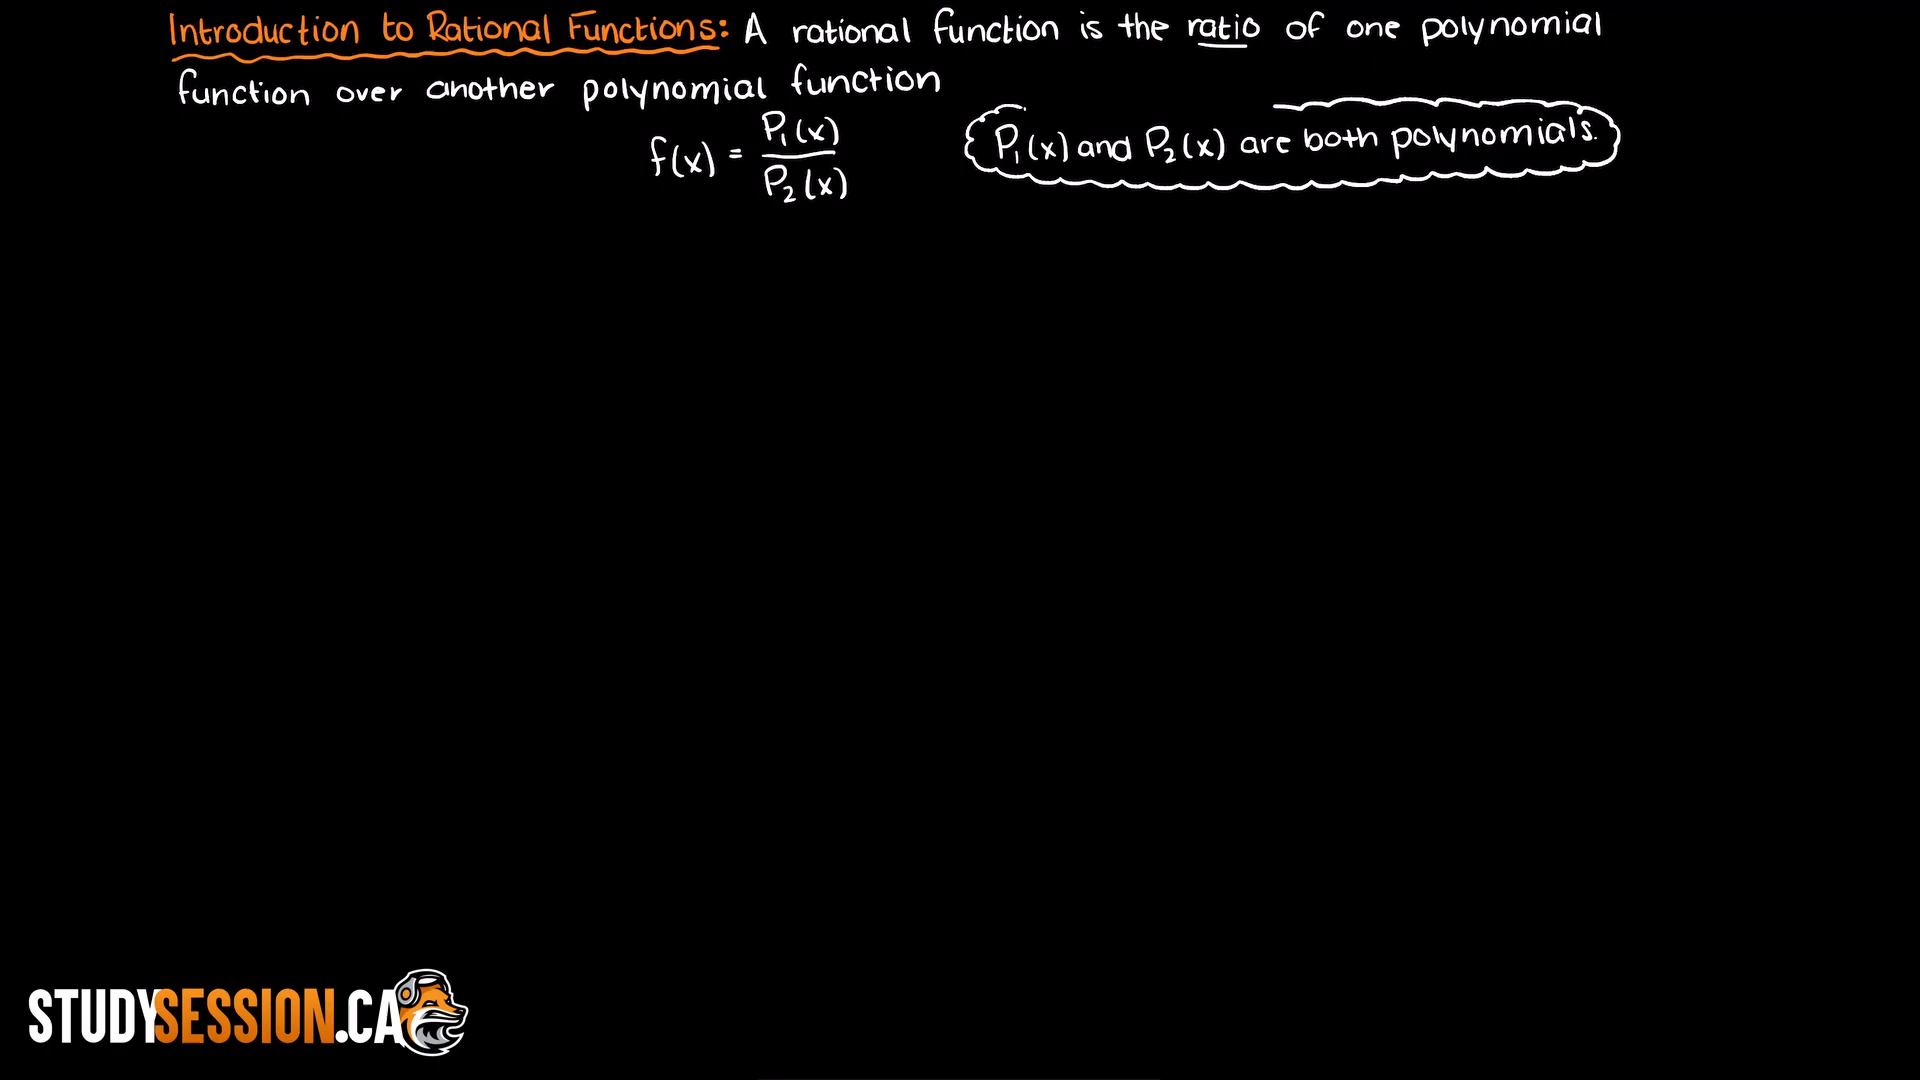 Introduction to Rational Functions: A rational function is the ratio of one polynomial
function over another polynomial function
f(x) = P₁(x) / P₂(x)
P₁(x) and P₂(x) are both polynomials.
STUDYSESSION.CA